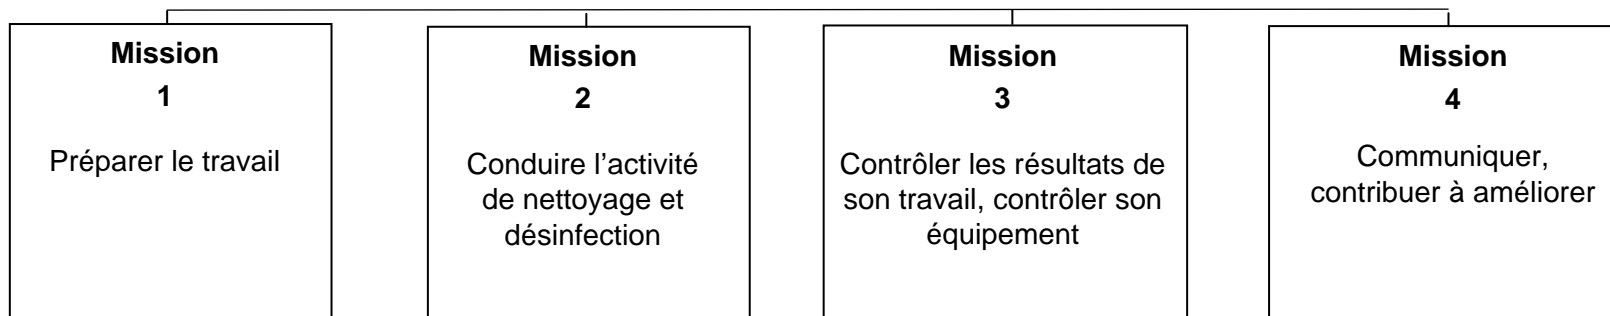 Mission
1
Préparer le travail
Mission
2
Conduire l’activité
de nettoyage et
désinfection
Mission
3
Contrôler les résultats de
son travail, contrôler son
équipement
Mission
4
Communiquer,
contribuer à améliorer